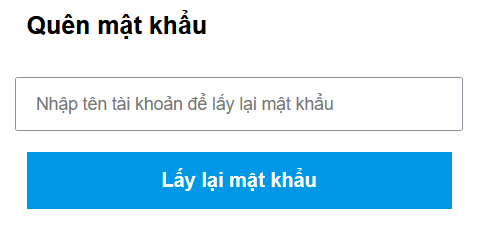 Quên mật khẩu
Nhập tên tài khoản để lấy lại mật khẩu
Lấy lại mật khẩu